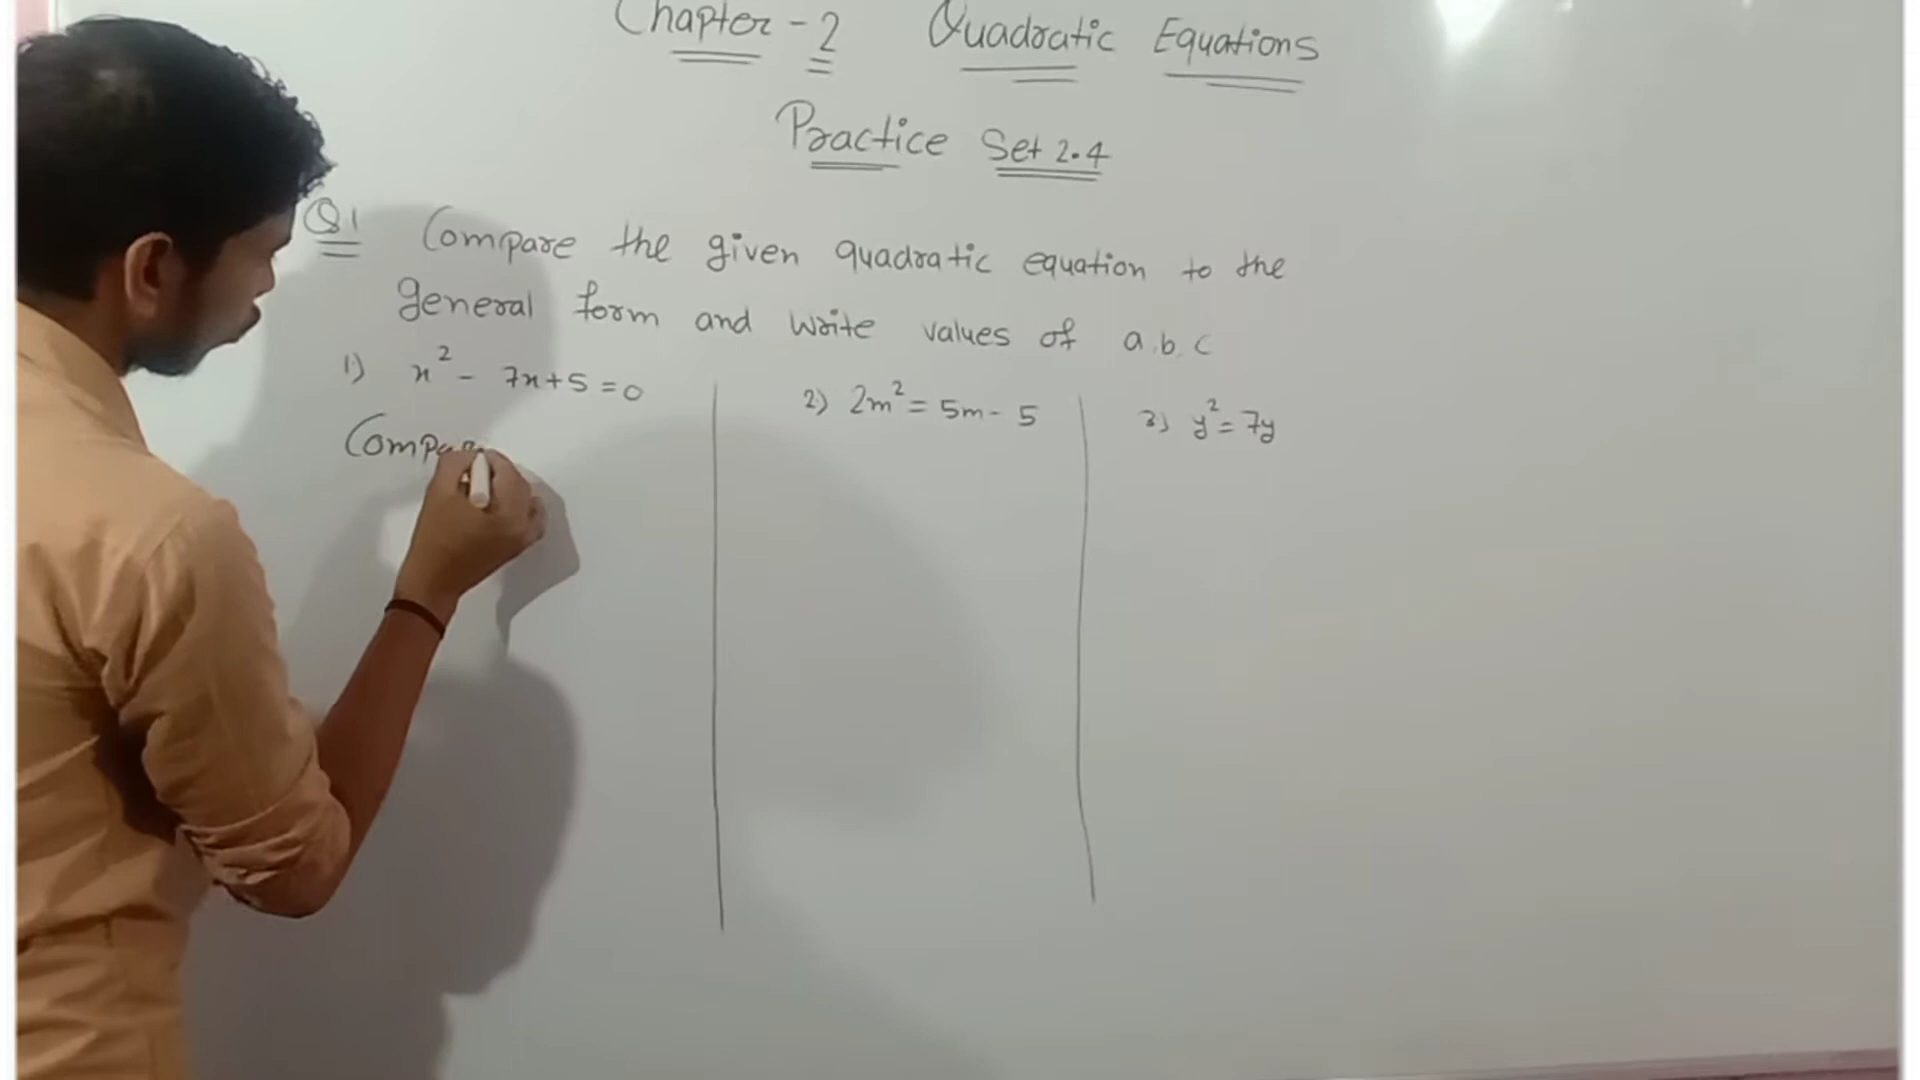 Chapter - 2 Quadratic Equations
Practice Set 2.4
Q1 Compare the given quadratic equation to the
general form and write values of a, b, c
1) x² - 7x + 5 = 0
2) 2m² = 5m - 5
3) y² = 7y
Compar